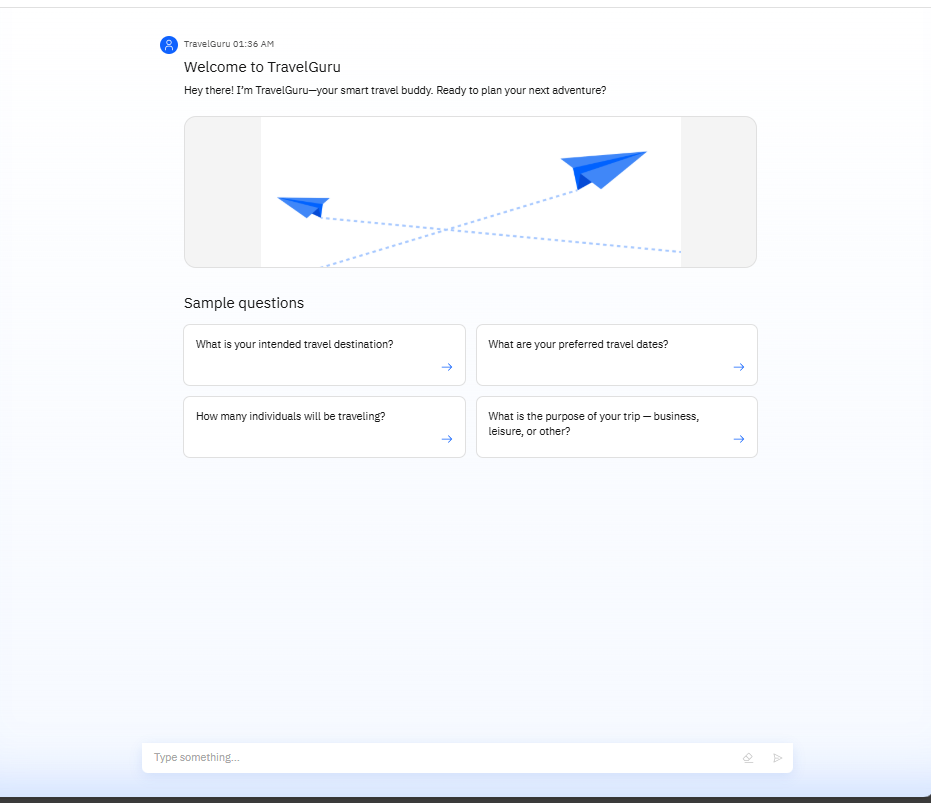 TravelGuru 01:36 AM
Welcome to TravelGuru
Hey there! I'm TravelGuru—your smart travel buddy. Ready to plan your next adventure?
Sample questions
What is your intended travel destination?
What are your preferred travel dates?
How many individuals will be traveling?
What is the purpose of your trip — business,
leisure, or other?
Type something...